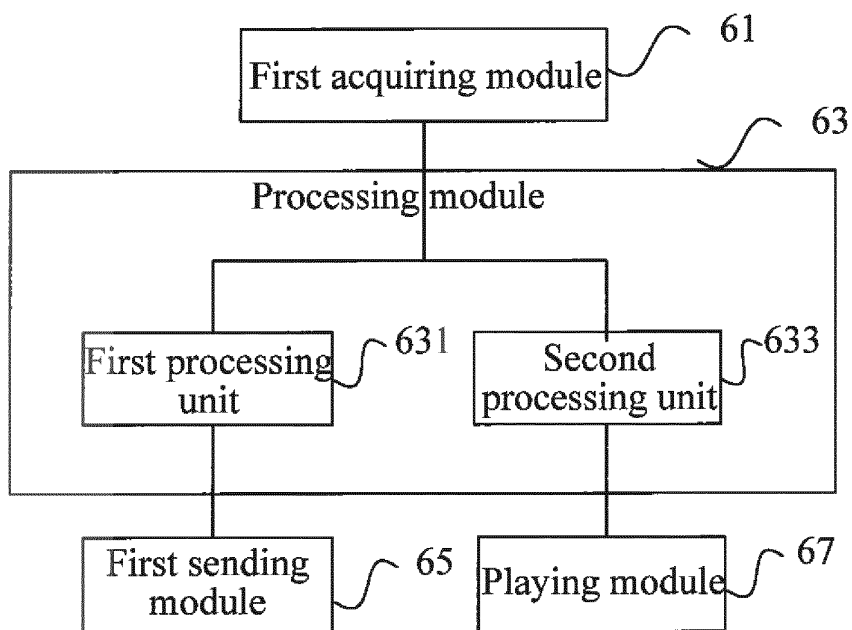 61
First acquiring module
63
Processing module
First processing
unit
631
Second
processing unit
633
First sending
module
65
Playing module
67